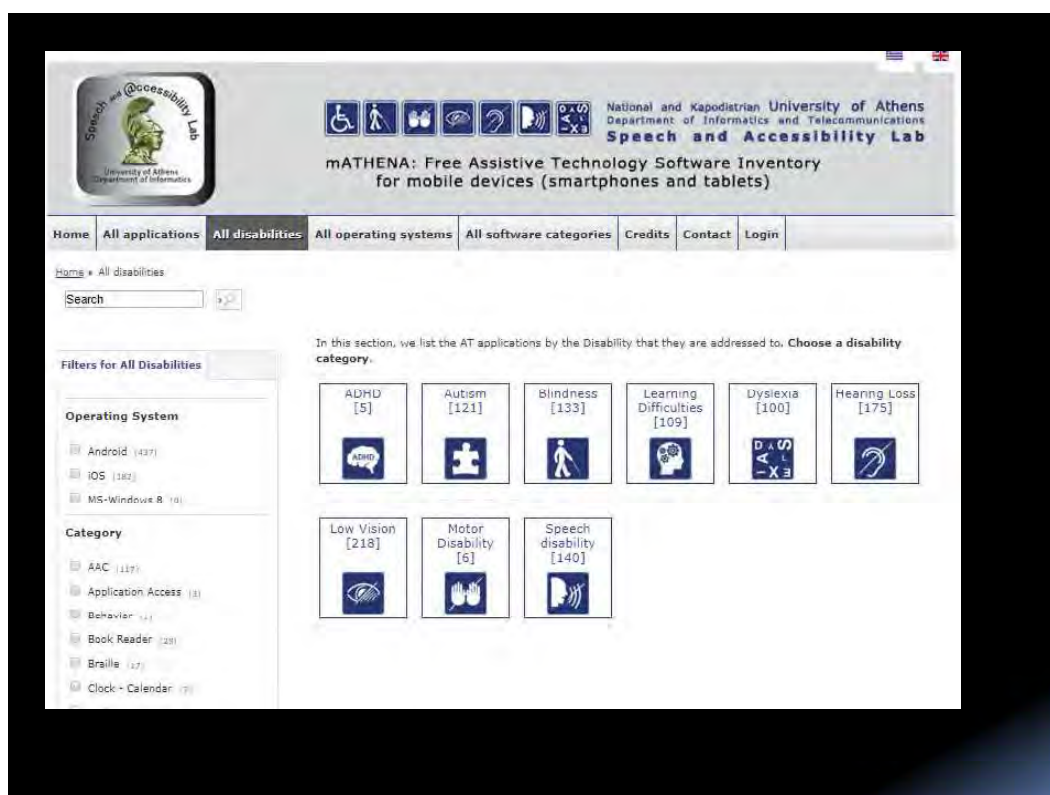 Speech and @ccessibility Lab
University of Athens
Department of Informatics
DYS
LEX
IA
National and Kapodistrian University of Athens
Department of Informatics and Telecommunications
Speech and Accessibility Lab
mATHENA: Free Assistive Technology Software Inventory
for mobile devices (smartphones and tablets)
Home All applications All disabilities All operating systems All software categories Credits Contact Login
Home » All disabilities
Search
In this section, we list the AT applications by the Disability that they are addressed to. Choose a disability
category.
Filters for All Disabilities
Operating System
Android (437)
iOS (182)
MS-Windows 8
Category
AAC (117)
Application Access (3)
Behavior
Book Reader (29)
Braille (17)
Clock - Calendar (7)
ADHD
[5]
ADHD
Autism
[121]
Blindness
[133]
Learning
Difficulties
[109]
Dyslexia
[100]
Hearing Loss
[175]
Low Vision
[218]
Motor
Disability
[6]
Speech
disability
[140]